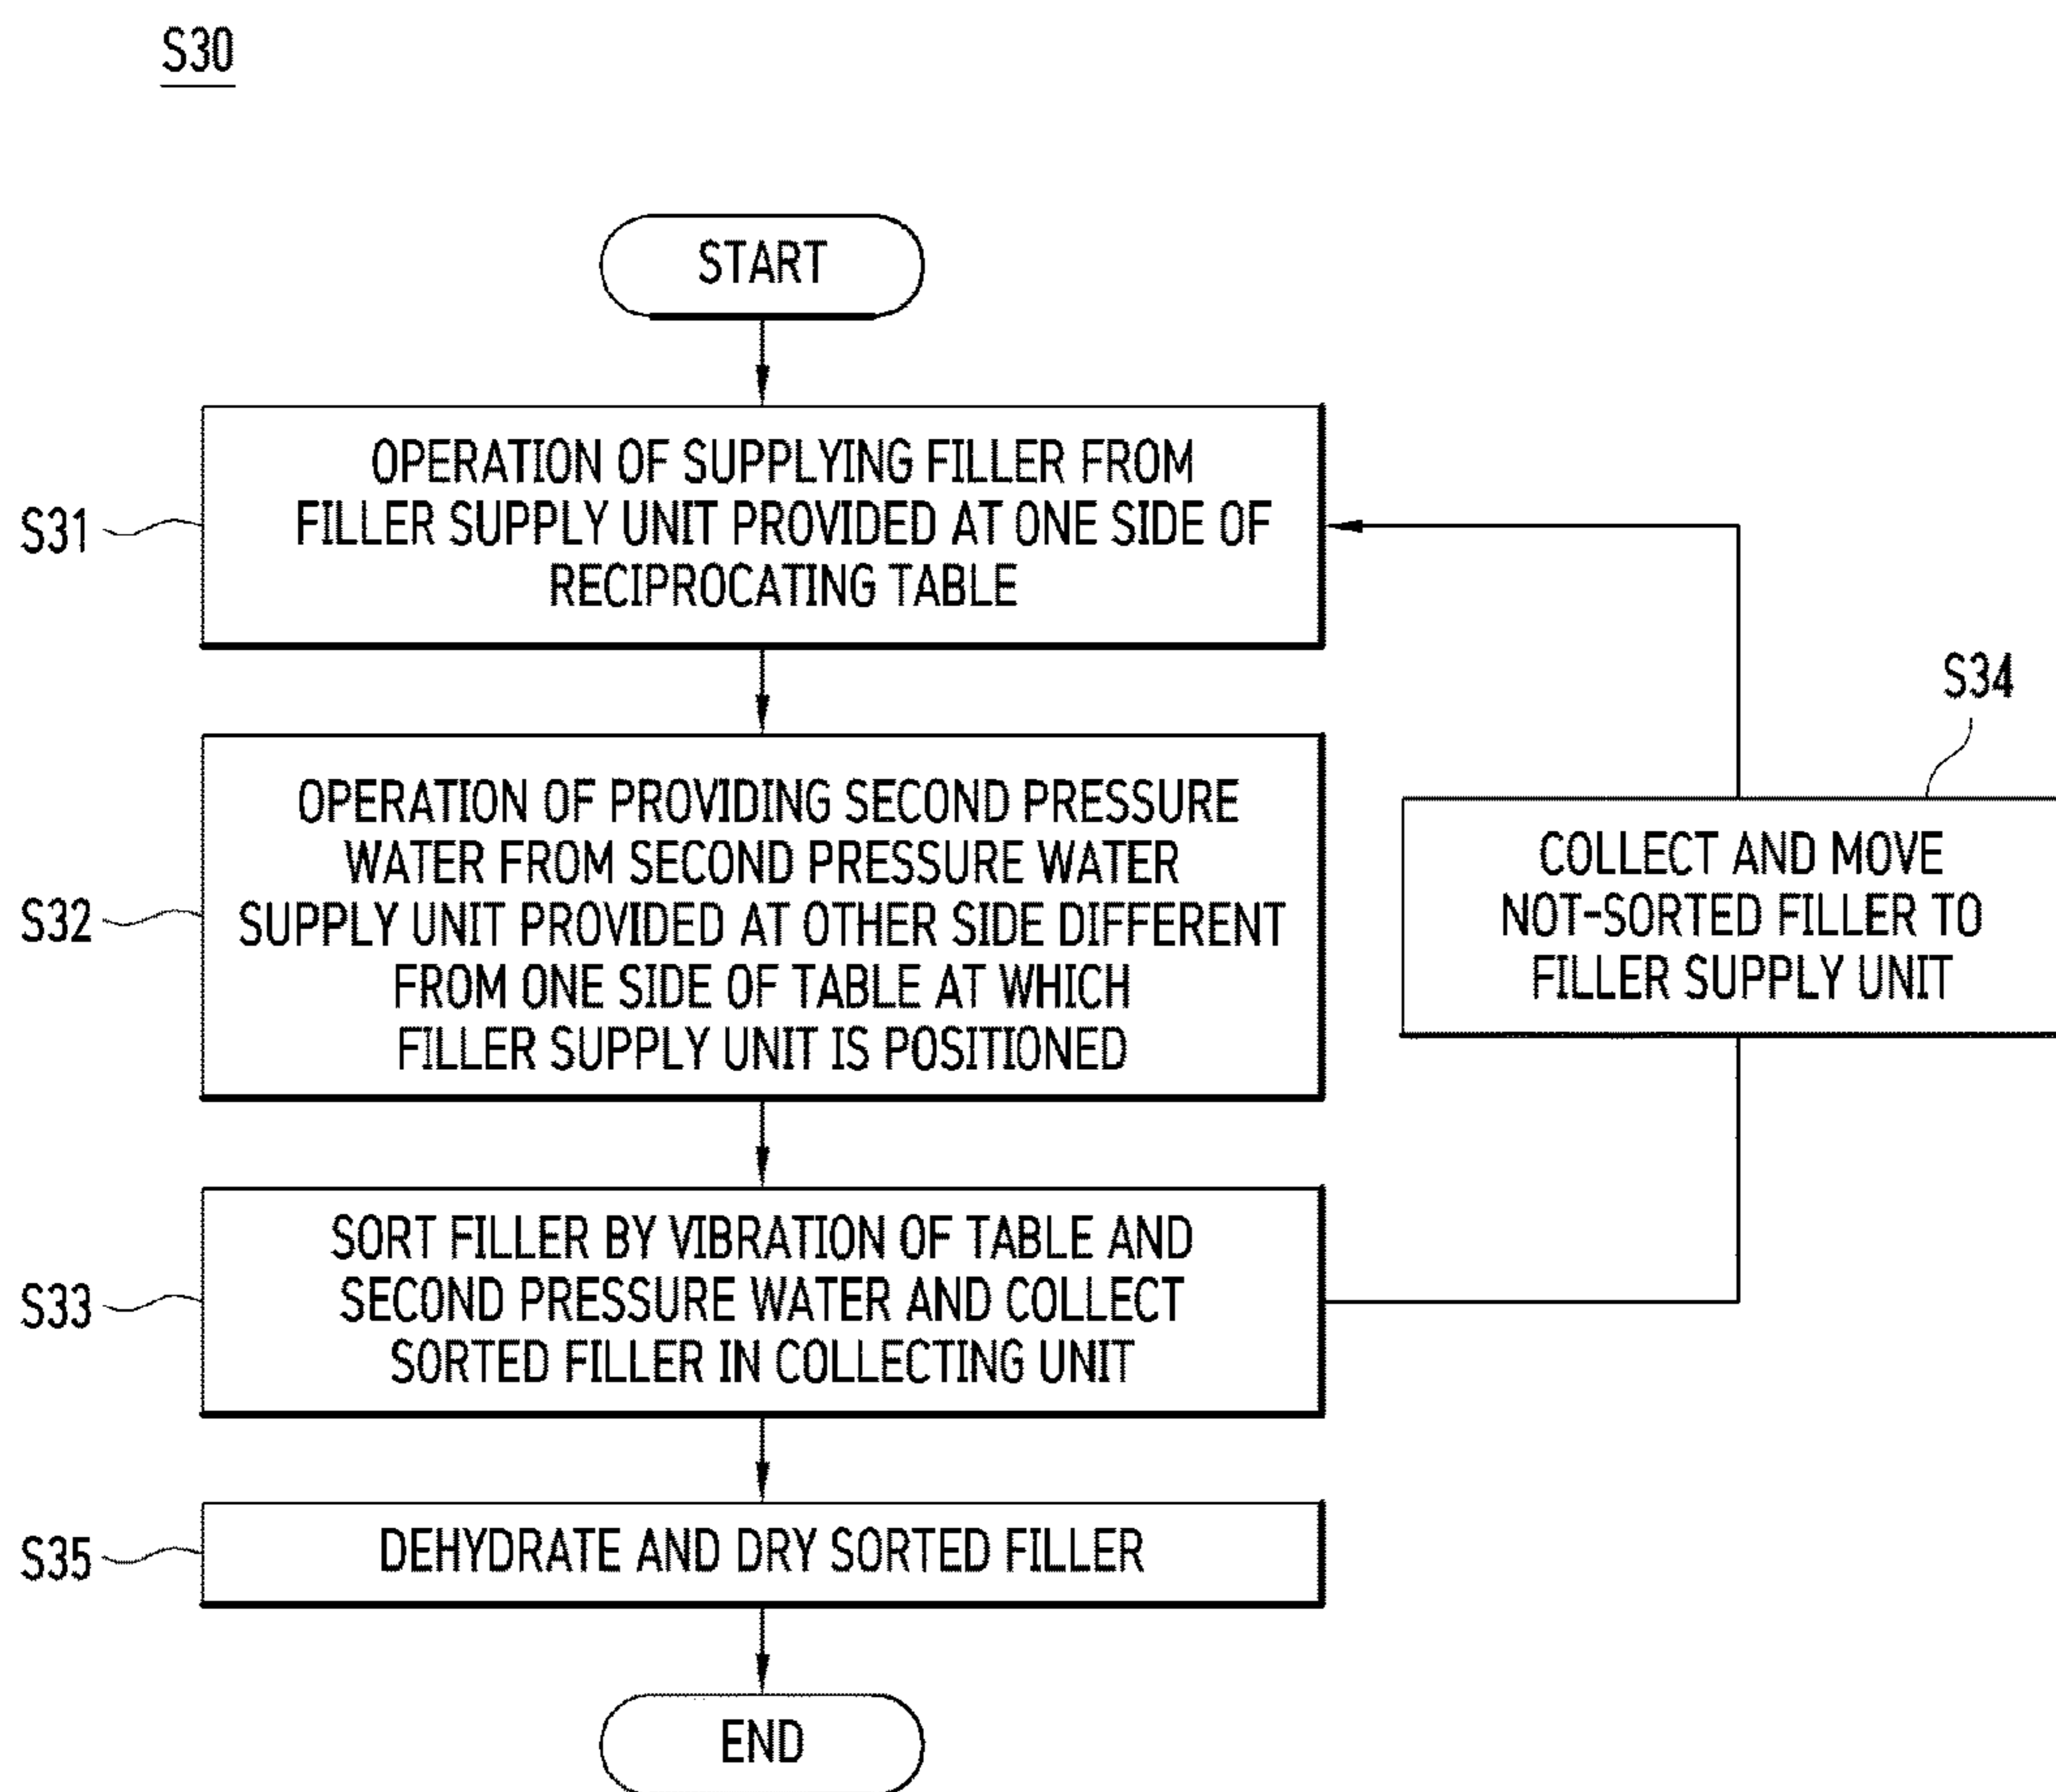 S30
START
S31
OPERATION OF SUPPLYING FILLER FROM
FILLER SUPPLY UNIT PROVIDED AT ONE SIDE OF
RECIPROCATING TABLE
S32
OPERATION OF PROVIDING SECOND PRESSURE
WATER FROM SECOND PRESSURE WATER
SUPPLY UNIT PROVIDED AT OTHER SIDE DIFFERENT
FROM ONE SIDE OF TABLE AT WHICH
FILLER SUPPLY UNIT IS POSITIONED
S34
COLLECT AND MOVE
NOT-SORTED FILLER TO
FILLER SUPPLY UNIT
S33
SORT FILLER BY VIBRATION OF TABLE AND
SECOND PRESSURE WATER AND COLLECT
SORTED FILLER IN COLLECTING UNIT
S35
DEHYDRATE AND DRY SORTED FILLER
END